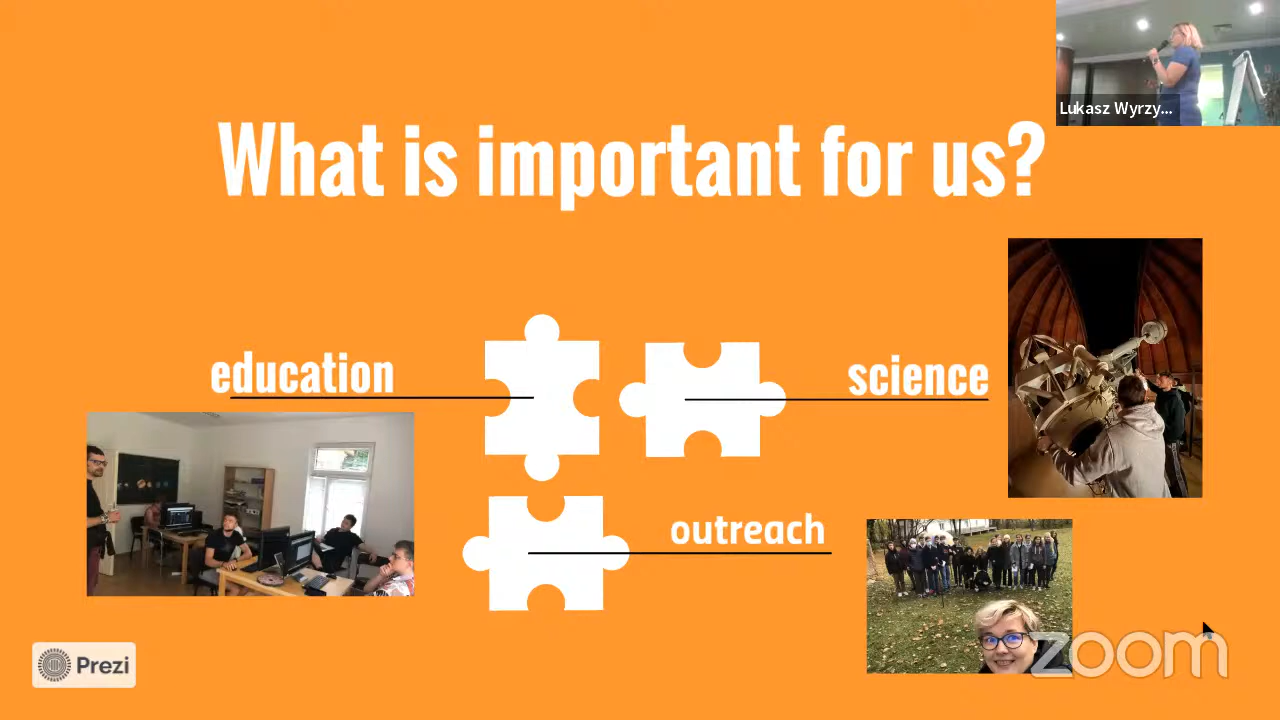 Lukasz Wyrzy...
What is important for us?
education
science
outreach
Prezi
zoom